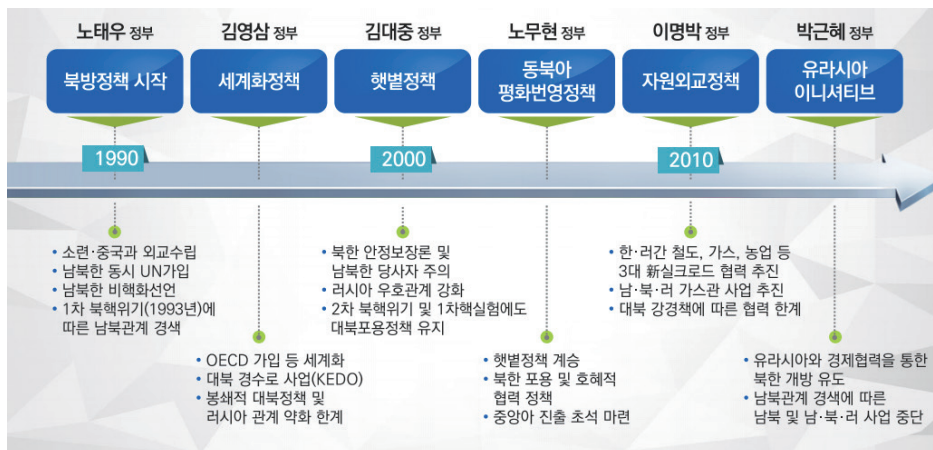 노태우 정부
김영삼 정부
김대중 정부
노무현 정부
이명박 정부
박근혜 정부
북방정책 시작
세계화정책
햇볕정책
동북아
평화번영정책
자원외교정책
유라시아
이니셔티브
1990
2000
2010
• 소련·중국과 외교수립
• 남북한 동시 UN가입
• 남북한 비핵화선언
• 1차 북핵위기(1993년)에
따른 남북관계 경색
• 북한 안정보장론 및
남북한 당사자 주의
• 러시아 우호관계 강화
• 2차 북핵위기 및 1차핵실험에도
대북포용정책 유지
• 한·러간 철도, 가스, 농업 등
3대 新실크로드 협력 추진
• 남·북·러 가스관 사업 추진
• 대북 강경책에 따른 협력 한계
• OECD 가입 등 세계화
• 대북 경수로 사업(KEDO)
• 봉쇄적 대북정책 및
러시아 관계 약화 한계
• 햇볕정책 계승
• 북한 포용 및 호혜적
협력 정책
• 중앙아 진출 초석 마련
• 유라시아와 경제협력을 통한
북한 개방 유도
• 남북관계 경색에 따른
남북 및 남·북·러 사업 중단